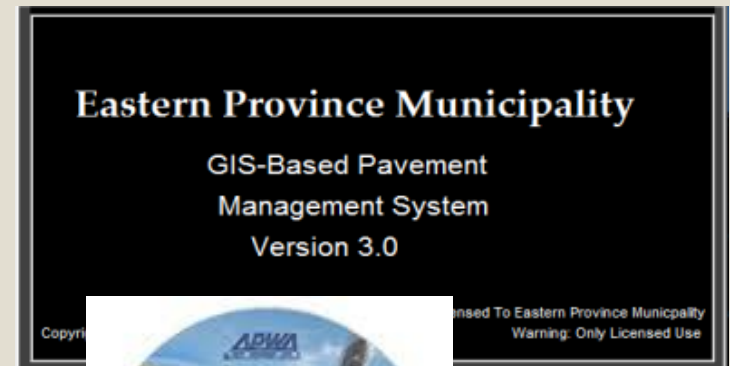 Eastern Province Municipality
GIS-Based Pavement
Management System
Version 3.0
To Eastern Province Municpality
Warning: Only Licensed Use
APWA